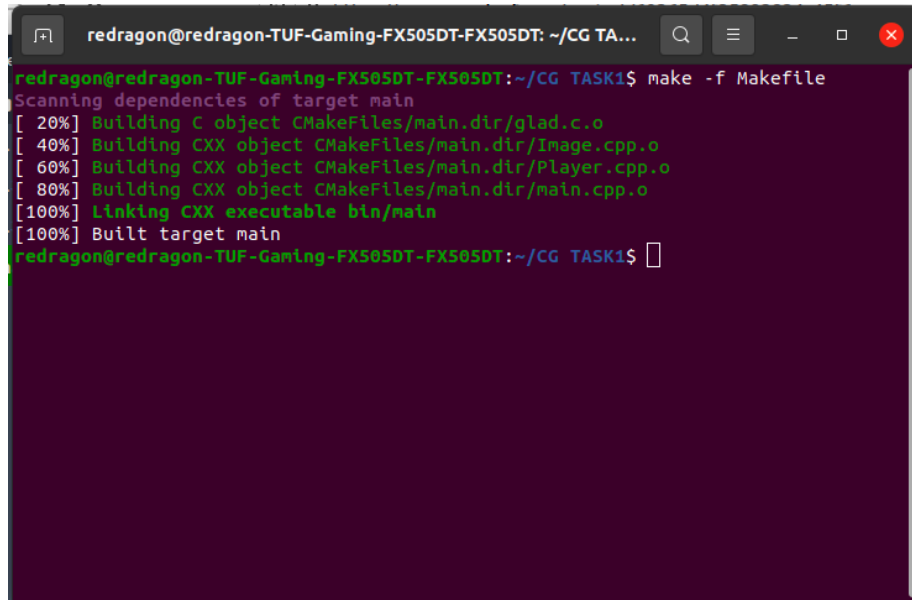 redragon@redragon-TUF-Gaming-FX505DT-FX505DT: ~/CG TA...
redragon@redragon-TUF-Gaming-FX505DT-FX505DT:~/CG TASK1$ make -f Makefile
Scanning dependencies of target main
[ 20%] Building C object CMakeFiles/main.dir/glad.c.o
[ 40%] Building CXX object CMakeFiles/main.dir/Image.cpp.o
[ 60%] Building CXX object CMakeFiles/main.dir/Player.cpp.o
[ 80%] Building CXX object CMakeFiles/main.dir/main.cpp.o
[100%] Linking CXX executable bin/main
[100%] Built target main
redragon@redragon-TUF-Gaming-FX505DT-FX505DT:~/CG TASK1$